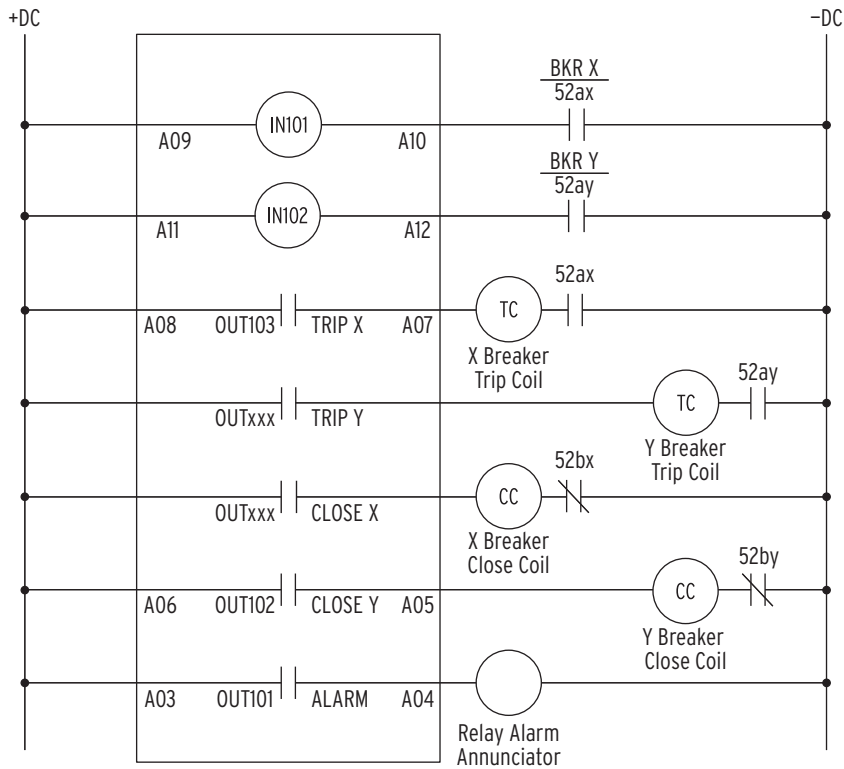 +DC
−DC
BKR X
52ax
IN101
A09
A10
BKR Y
52ay
IN102
A11
A12
52ax
TC
A08
OUT103
TRIP X
A07
X Breaker
Trip Coil
52ay
TC
OUTxxx
TRIP Y
Y Breaker
Trip Coil
52bx
CC
OUTxxx
CLOSE X
X Breaker
Close Coil
52by
CC
A06
OUT102
CLOSE Y
A05
Y Breaker
Close Coil
A03
OUT101
ALARM
A04
Relay Alarm
Annunciator